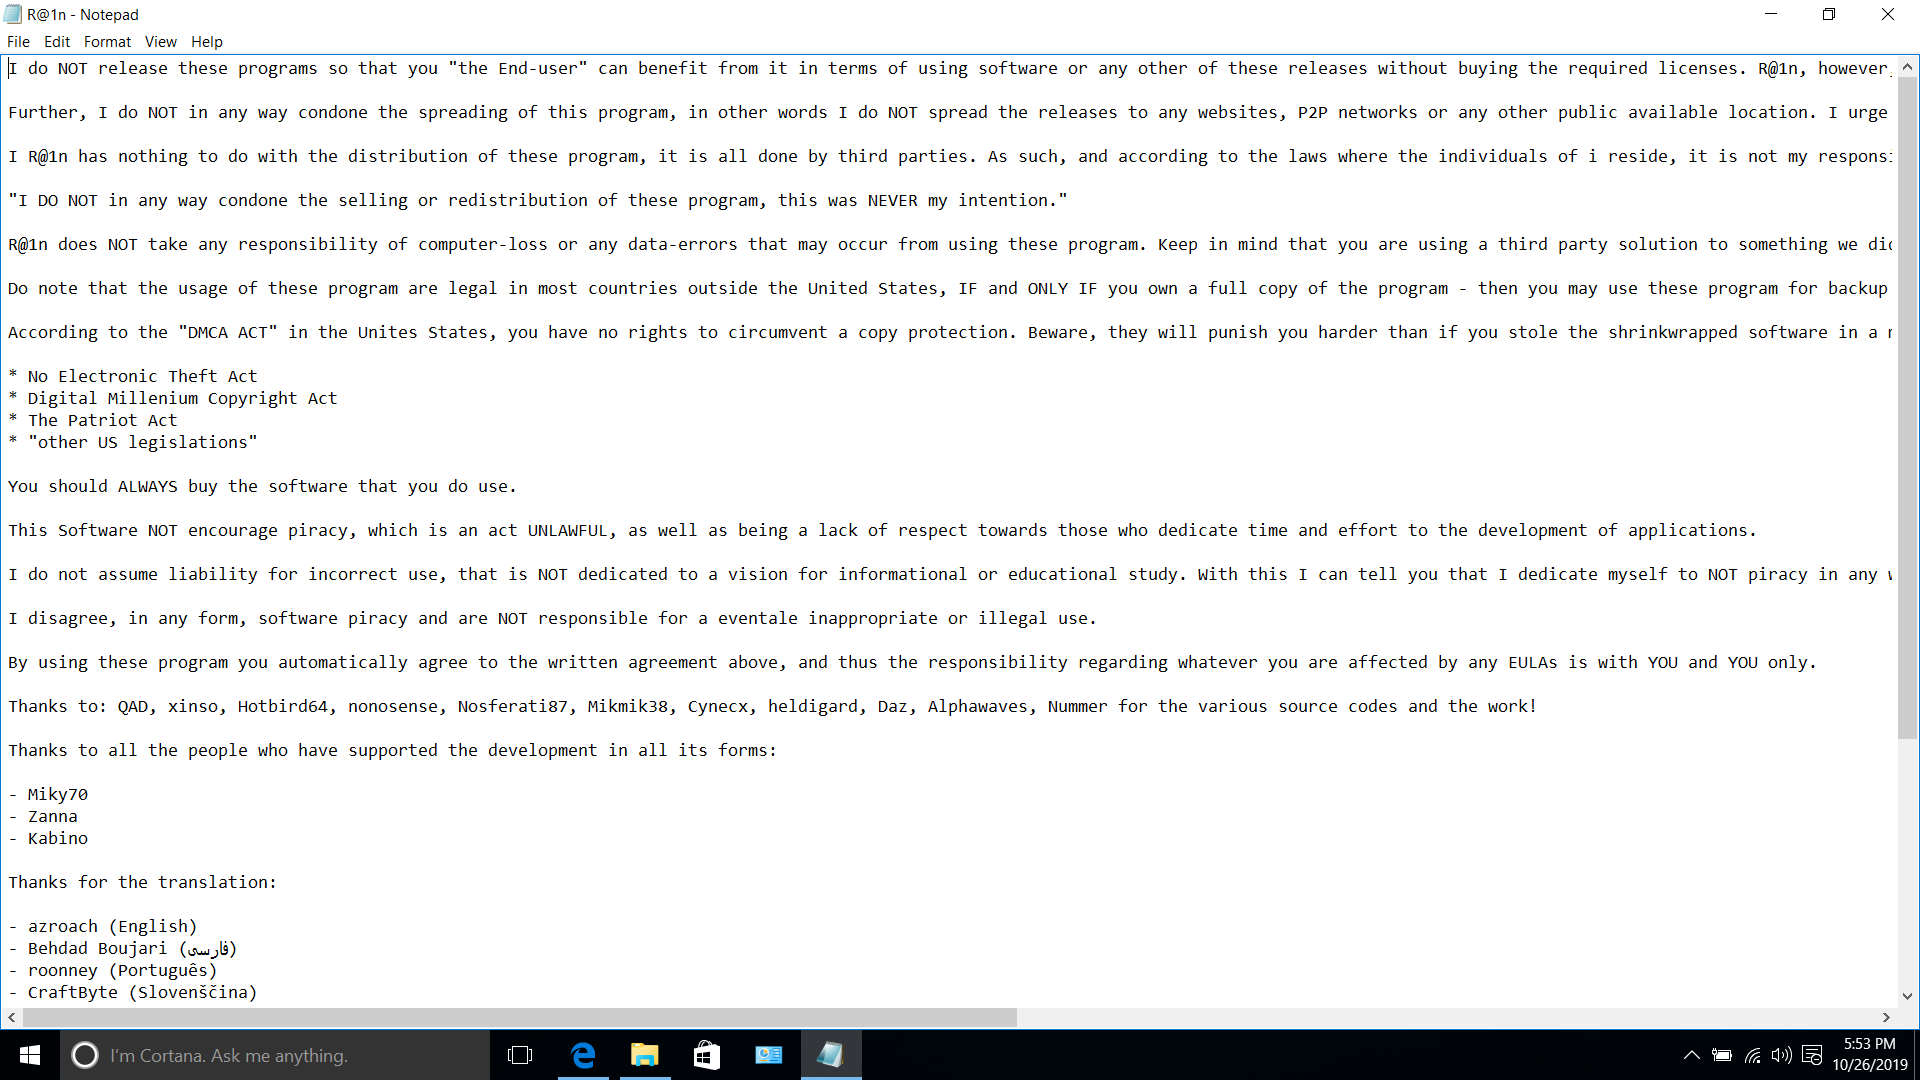 R@1n - Notepad
File Edit Format View Help
I do NOT release these programs so that you "the End-user" can benefit from it in terms of using software or any other of these releases without buying the required licenses. R@1n, however
Further, I do NOT in any way condone the spreading of this program, in other words I do NOT spread the releases to any websites, P2P networks or any other public available location. I urge
I R@1n has nothing to do with the distribution of these program, it is all done by third parties. As such, and according to the laws where the individuals of i reside, it is not my
"I DO NOT in any way condone the selling or redistribution of these program, this was NEVER my intention."
R@1n does NOT take any responsibility of computer-loss or any data-errors that may occur from using these program. Keep in mind that you are using a third party solution to something we
Do note that the usage of these program are legal in most countries outside the United States, IF and ONLY IF you own a full copy of the program - then you may use these program for backup
According to the "DMCA ACT" in the Unites States, you have no rights to circumvent a copy protection. Beware, they will punish you harder than if you stole the shrinkwrapped software in a
* No Electronic Theft Act
* Digital Millenium Copyright Act
* The Patriot Act
* "other US legislations"
You should ALWAYS buy the software that you do use.
This Software NOT encourage piracy, which is an act UNLAWFUL, as well as being a lack of respect towards those who dedicate time and effort to the development of applications.
I do not assume liability for incorrect use, that is NOT dedicated to a vision for informational or educational study. With this I can tell you that I dedicate myself to NOT piracy in any
I disagree, in any form, software piracy and are NOT responsible for a eventale inappropriate or illegal use.
By using these program you automatically agree to the written agreement above, and thus the responsibility regarding whatever you are affected by any EULAs is with YOU and YOU only.
Thanks to: QAD, xinso, Hotbird64, nonosense, Nosferati87, Mikmik38, Cynecx, heldigard, Daz, Alphawaves, Nummer for the various source codes and the work!
Thanks to all the people who have supported the development in all its forms:
- Miky70
- Zanna
- Kabino
Thanks for the translation:
- azroach (English)
- Behdad Boujari (فارسی)
- roonney (Português)
- CraftByte (Slovenščina)
I'm Cortana. Ask me anything.
5:53 PM
10/26/2019